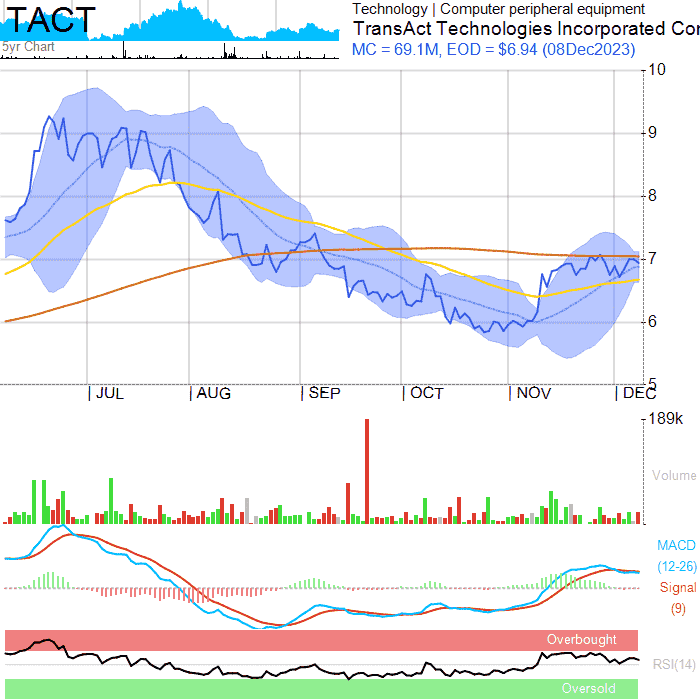 TACT
5yr Chart
Technology | Computer peripheral equipment
TransAct Technologies Incorporated Cor
MC = 69.1M, EOD = $6.94 (08Dec2023)
10
9
8
7
6
5
JUL AUG SEP OCT NOV DEC
189k
Volume
MACD
(12-26)
Signal
(9)
Overbought
RSI(14)
Oversold